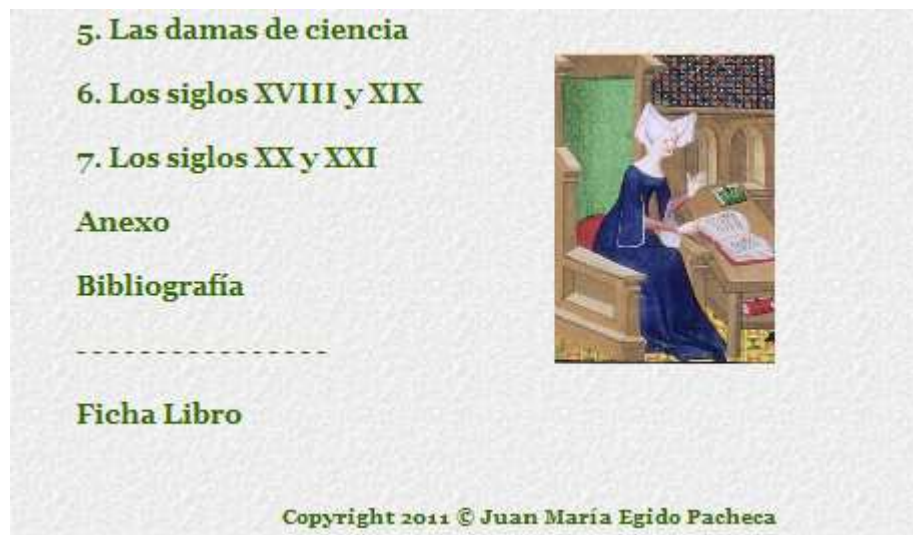 5. Las damas de ciencia
6. Los siglos XVIII y XIX
7. Los siglos XX y XXI
Anexo
Bibliografía
- - - - - - - - - - - - - - - -
Ficha Libro
Copyright 2011 © Juan María Egido Pacheca